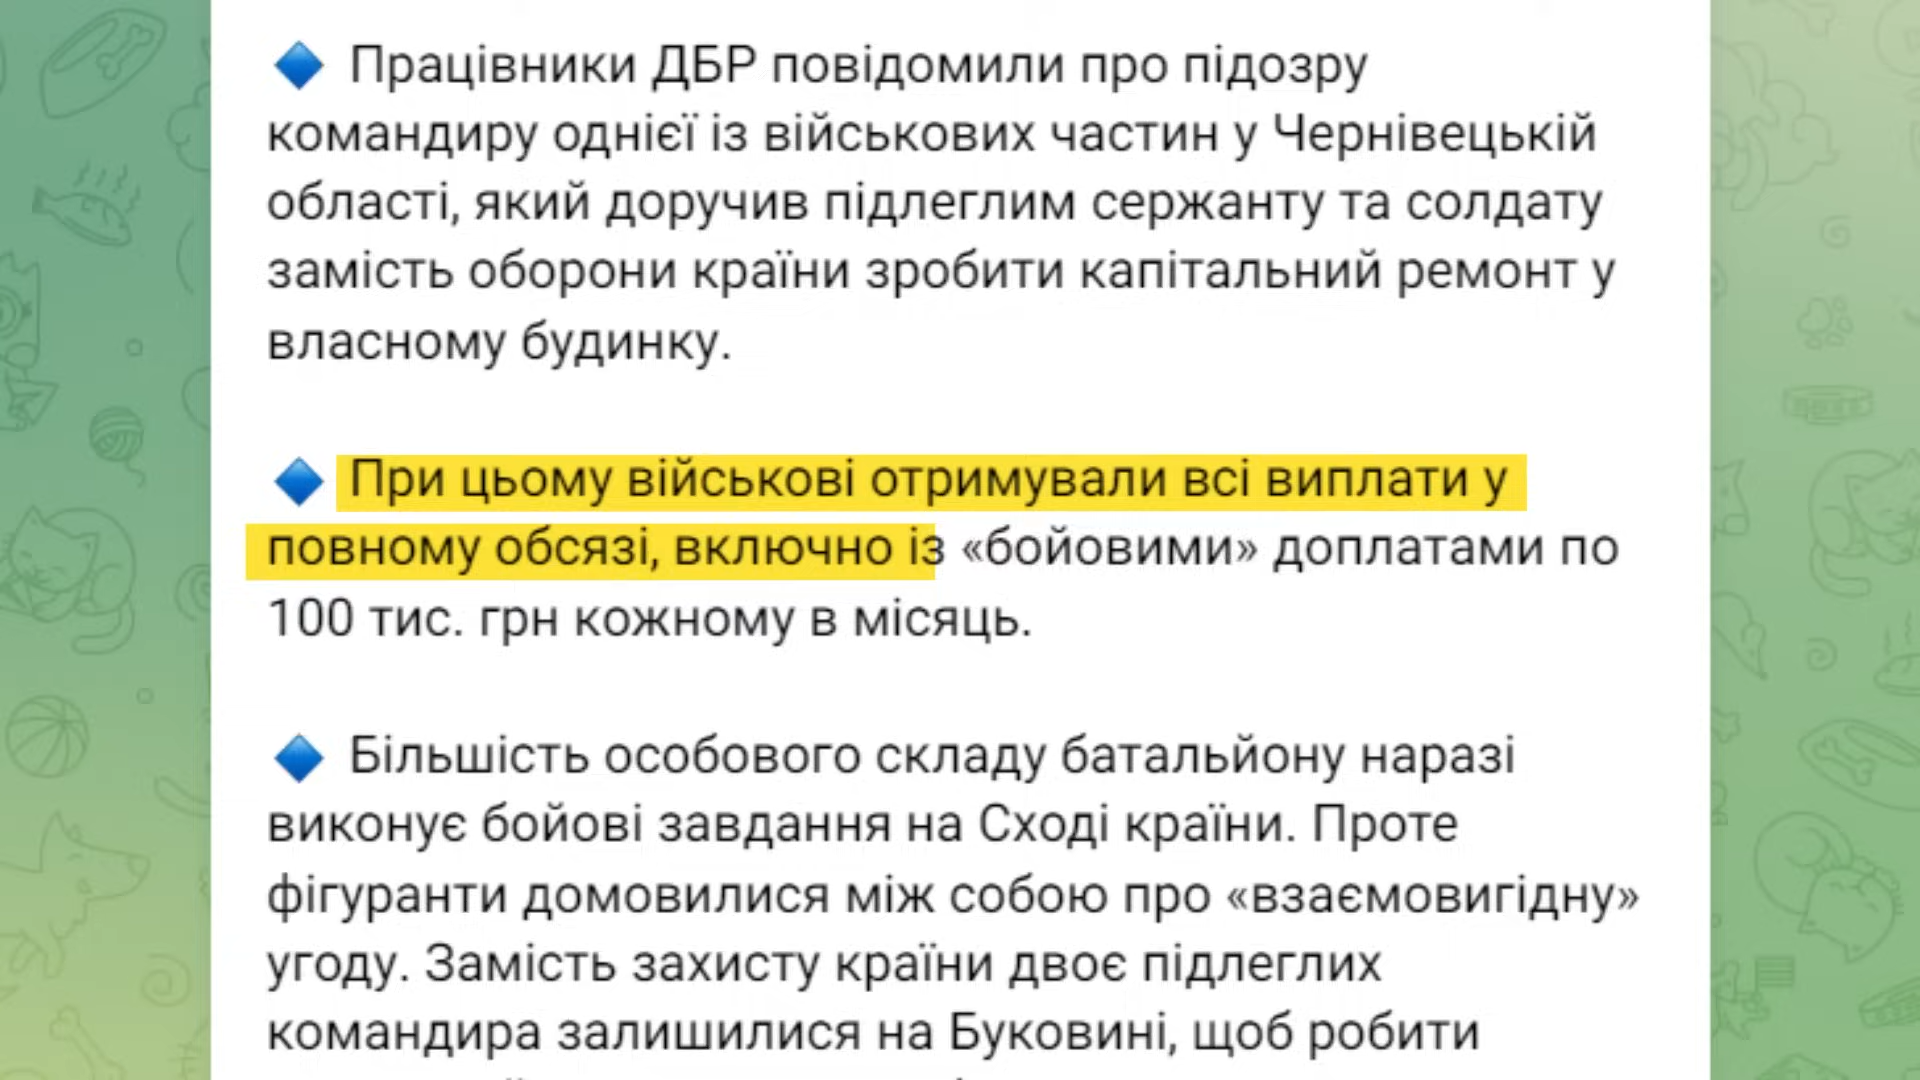 Працівники ДБР повідомили про підозру
командиру однієї із військових частин у Чернівецькій
області, який доручив підлеглим сержанту та солдату
замість оборони країни зробити капітальний ремонт у
власному будинку.
При цьому військові отримували всі виплати у
повному обсязі, включно із «бойовими» доплатами по
100 тис. грн кожному в місяць.
Більшість особового складу батальйону наразі
виконує бойові завдання на Сході країни. Проте
фігуранти домовилися між собою про «взаємовигідну»
угоду. Замість захисту країни двоє підлеглих
командира залишилися на Буковині, щоб робити